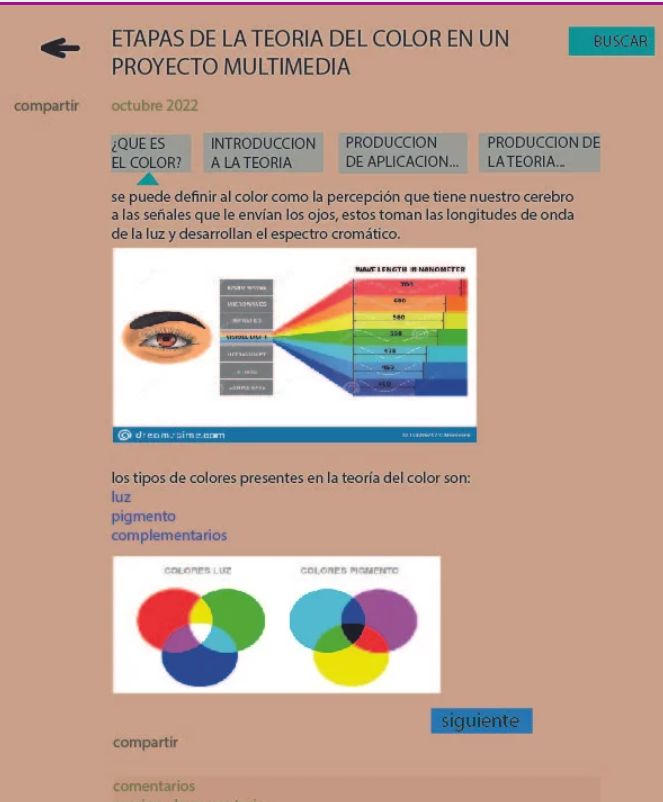 ETAPAS DE LA TEORIA DEL COLOR EN UN
PROYECTO MULTIMEDIA
BUSCAR
compartir
octubre 2022
¿QUE ES
EL COLOR?
INTRODUCCION
A LA TEORIA
PRODUCCION
DE APLICACION...
PRODUCCION DE
LA TEORIA...
se puede definir al color como la percepción que tiene nuestro cerebro
a las señales que le envían los ojos, estos toman las longitudes de onda
de la luz y desarrollan el espectro cromático.
WAVE LENGTH IN NANOMETER
700
600
580
550
dreamstime.com
los tipos de colores presentes en la teoría del color son:
luz
pigmento
complementarios
COLORES LUZ
COLORES PIGMENTO
siguiente
compartir
comentarios